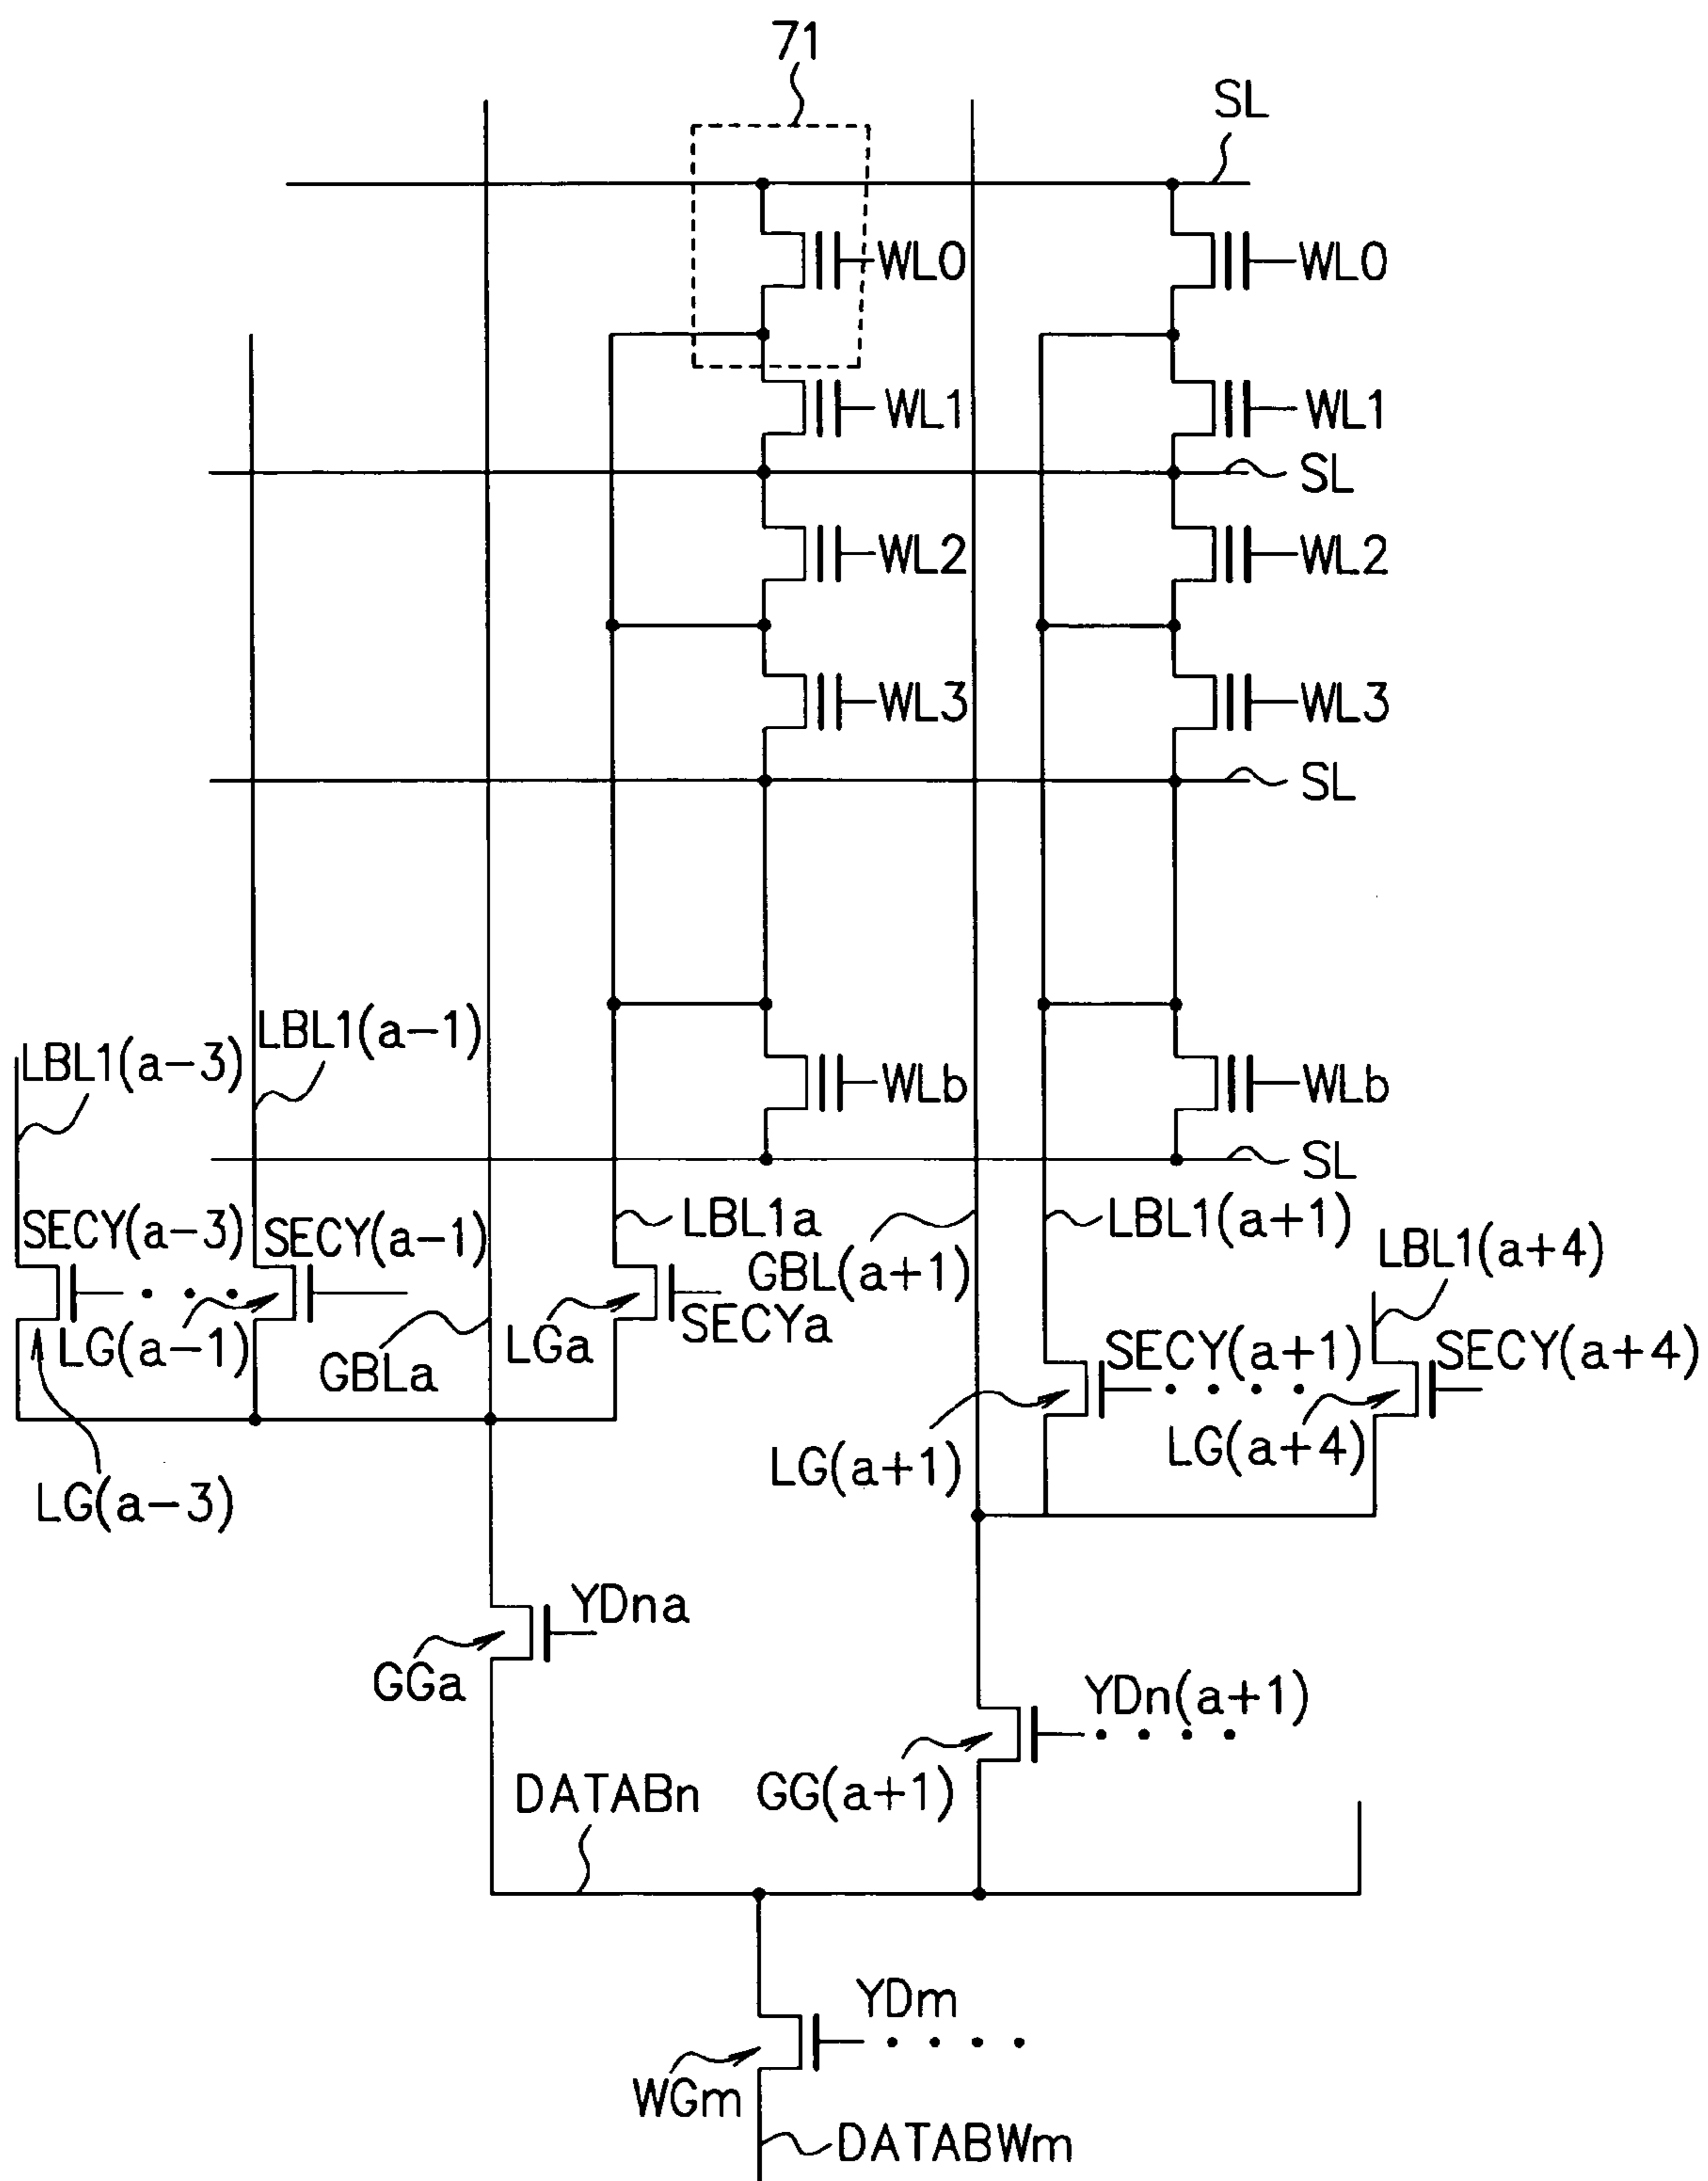 71
SL
WL0
WL0
WL1
WL1
SL
WL2
WL2
WL3
WL3
SL
LBL1(a-3)
LBL1(a-1)
WLb
WLb
SL
LBL1a
LBL1(a+1)
SECY(a-3)
SECY(a-1)
GBL(a+1)
LBL1(a+4)
LG(a-1)
GBLa
LGa
SECYa
SECY(a+1)
SECY(a+4)
LG(a-3)
LG(a+1)
LG(a+4)
YDna
GGa
YDn(a+1)
DATABn
GG(a+1)
YDm
WGm
DATABWm